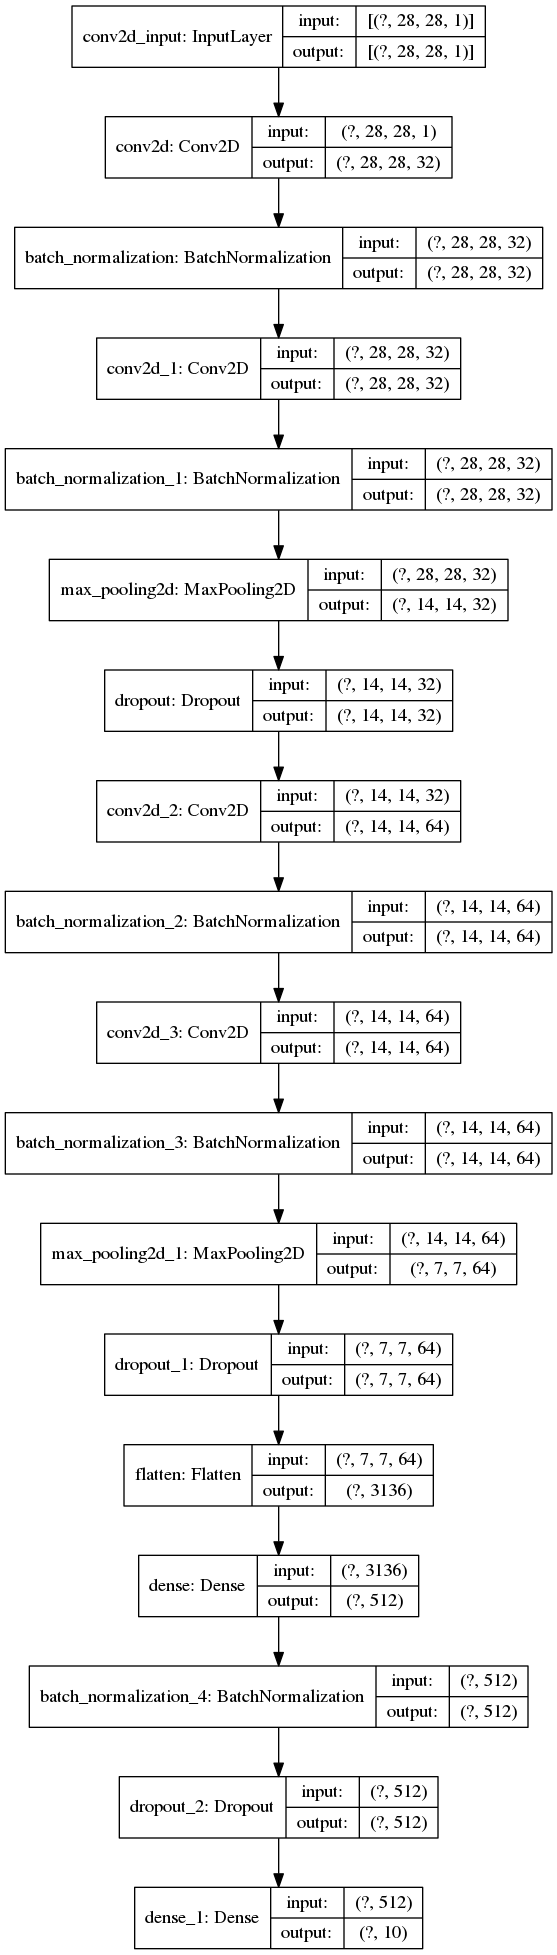 conv2d_input: InputLayer input: [(?, 28, 28, 1)]
output: [(?, 28, 28, 1)]
conv2d: Conv2D input: (?, 28, 28, 1)
output: (?, 28, 28, 32)
batch_normalization: BatchNormalization input: (?, 28, 28, 32)
output: (?, 28, 28, 32)
conv2d_1: Conv2D input: (?, 28, 28, 32)
output: (?, 28, 28, 32)
batch_normalization_1: BatchNormalization input: (?, 28, 28, 32)
output: (?, 28, 28, 32)
max_pooling2d: MaxPooling2D input: (?, 28, 28, 32)
output: (?, 14, 14, 32)
dropout: Dropout input: (?, 14, 14, 32)
output: (?, 14, 14, 32)
conv2d_2: Conv2D input: (?, 14, 14, 32)
output: (?, 14, 14, 64)
batch_normalization_2: BatchNormalization input: (?, 14, 14, 64)
output: (?, 14, 14, 64)
conv2d_3: Conv2D input: (?, 14, 14, 64)
output: (?, 14, 14, 64)
batch_normalization_3: BatchNormalization input: (?, 14, 14, 64)
output: (?, 14, 14, 64)
max_pooling2d_1: MaxPooling2D input: (?, 14, 14, 64)
output: (?, 7, 7, 64)
dropout_1: Dropout input: (?, 7, 7, 64)
output: (?, 7, 7, 64)
flatten: Flatten input: (?, 7, 7, 64)
output: (?, 3136)
dense: Dense input: (?, 3136)
output: (?, 512)
batch_normalization_4: BatchNormalization input: (?, 512)
output: (?, 512)
dropout_2: Dropout input: (?, 512)
output: (?, 512)
dense_1: Dense input: (?, 512)
output: (?, 10)